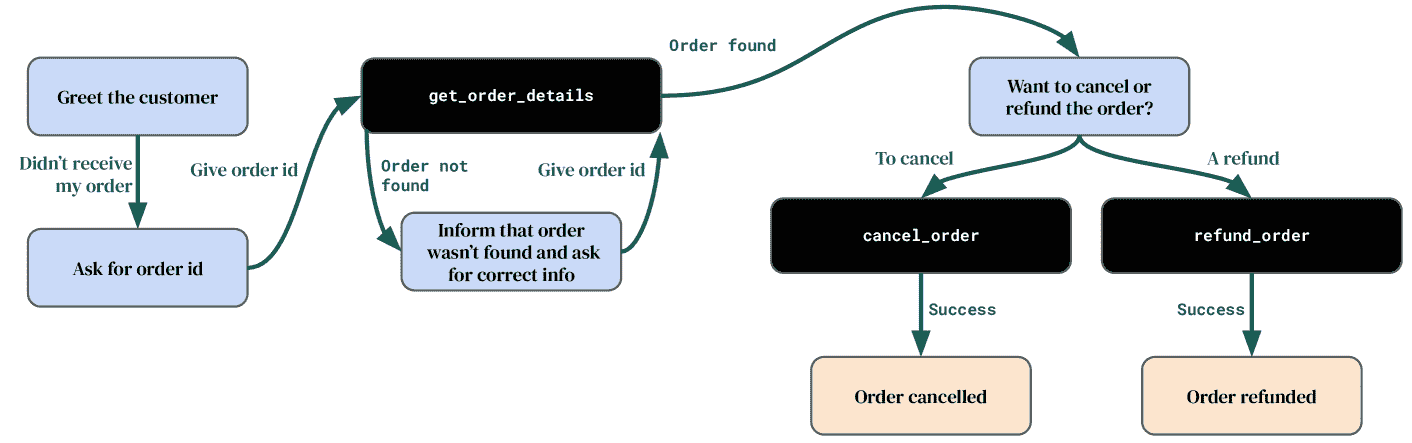 Greet the customer
Didn't receive
my order
Ask for order id
Give order id
get_order_details
Order not
found
Inform that order
wasn't found and ask
for correct info
Give order id
Order found
Want to cancel or
refund the order?
To cancel
A refund
cancel_order
refund_order
Success
Success
Order cancelled
Order refunded